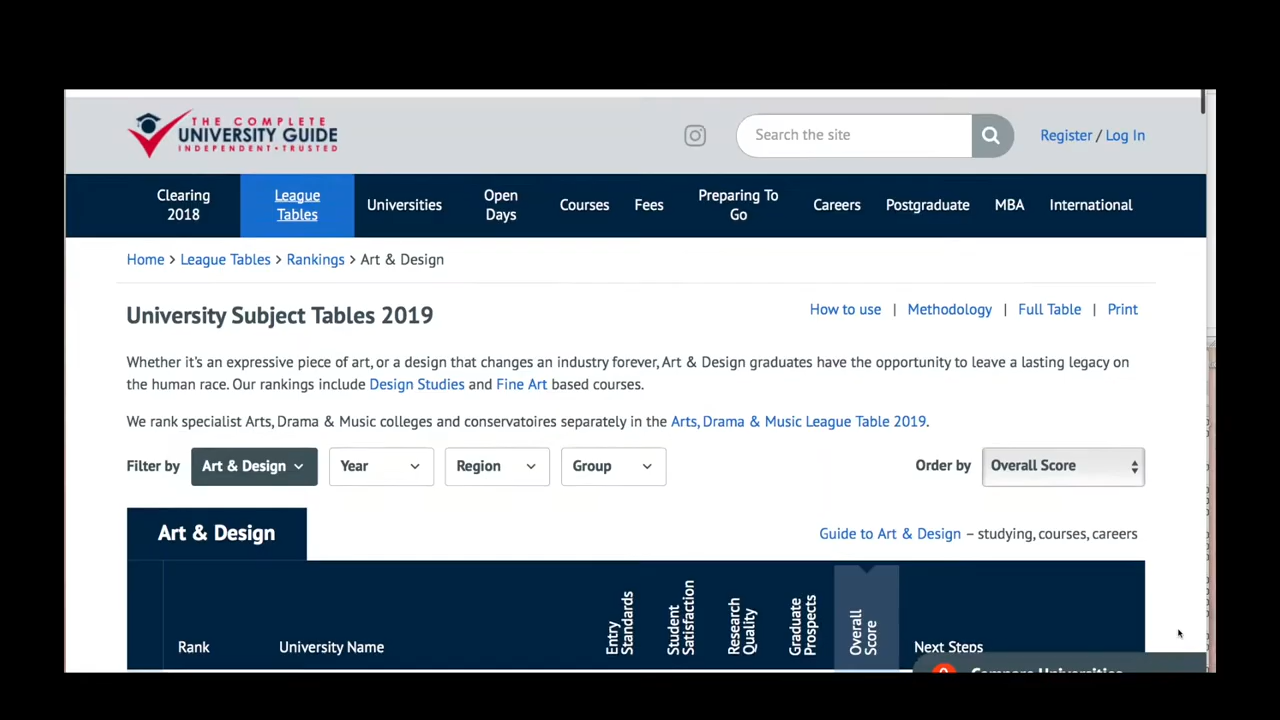 THE COMPLETE
UNIVERSITY GUIDE
INDEPENDENT • TRUSTED
Search the site
Register / Log In
Clearing 2018
League Tables
Universities
Open Days
Courses
Fees
Preparing To Go
Careers
Postgraduate
MBA
International
Home > League Tables > Rankings > Art & Design
University Subject Tables 2019
How to use | Methodology | Full Table | Print
Whether it's an expressive piece of art, or a design that changes an industry forever, Art & Design graduates have the opportunity to leave a lasting legacy on
the human race. Our rankings include Design Studies and Fine Art based courses.
We rank specialist Arts, Drama & Music colleges and conservatoires separately in the Arts, Drama & Music League Table 2019.
Filter by Art & Design Year Region Group Order by Overall Score
Art & Design
Guide to Art & Design – studying, courses, careers
Rank
University Name
Entry Standards
Student Satisfaction
Research Quality
Graduate Prospects
Overall Score
Next Steps
Compare Universities